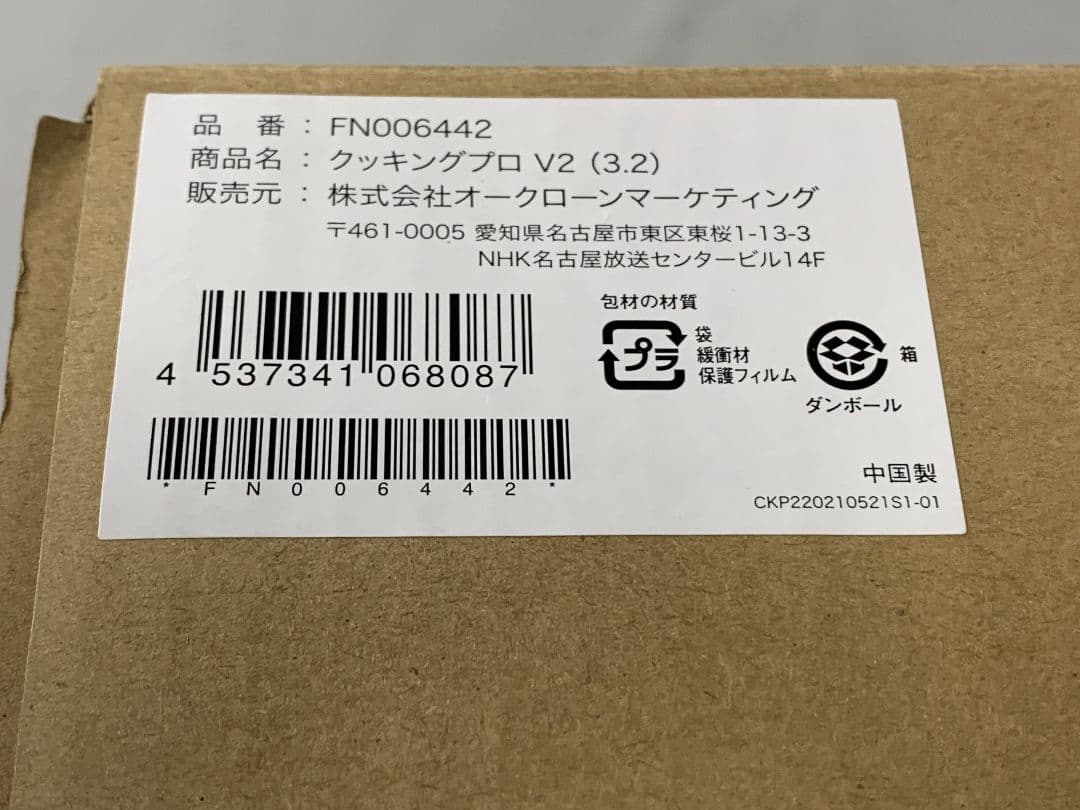 品 番 : FN006442
商品名 : クッキングプロ V2 (3.2)
販売元 : 株式会社オークローンマーケティング
〒461-0005 愛知県名古屋市東区東桜1-13-3
NHK名古屋放送センタービル14F
包材の材質
プラ
袋
緩衝材
保護フィルム
箱
ダンボール
4 537341 068087
*FN006442*
中国製
CKP220210521S1-01